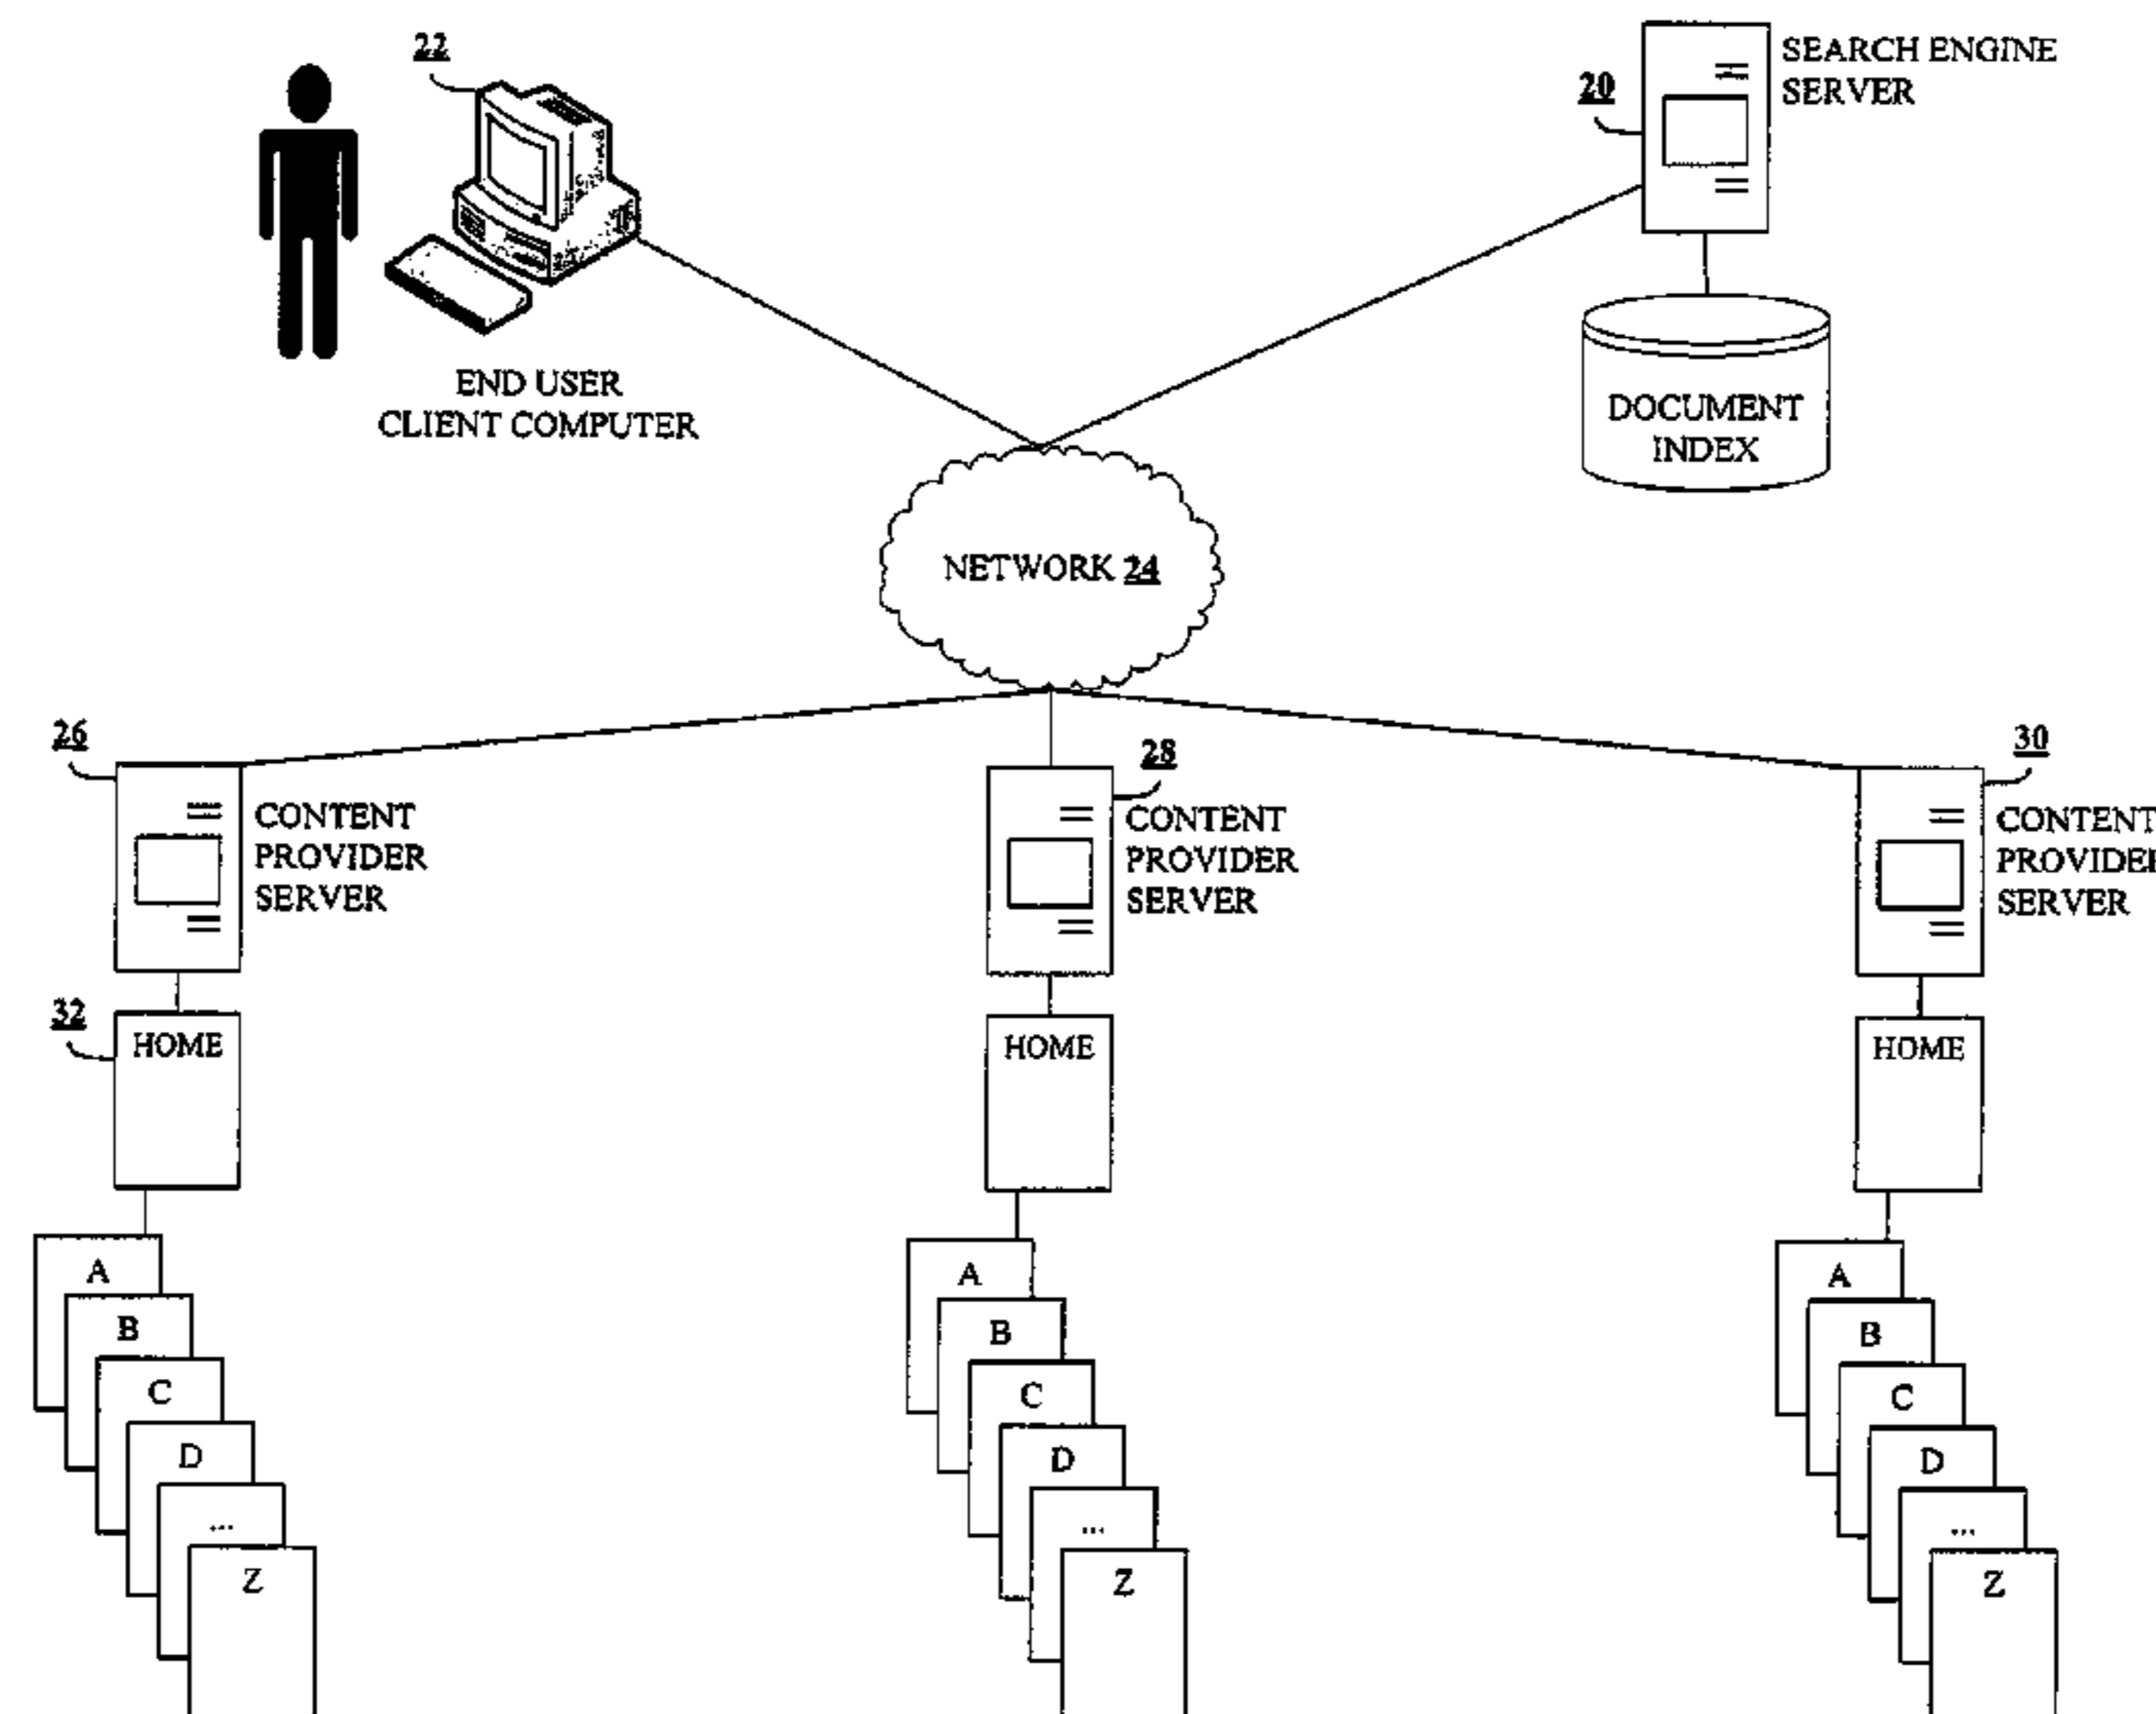 22
20
SEARCH ENGINE
SERVER
END USER
CLIENT COMPUTER
DOCUMENT
INDEX
NETWORK 24
26
CONTENT
PROVIDER
SERVER
28
CONTENT
PROVIDER
SERVER
30
CONTENT
PROVIDER
SERVER
32
HOME
HOME
HOME
A
B
C
D
...
Z
A
B
C
D
...
Z
A
B
C
D
...
Z